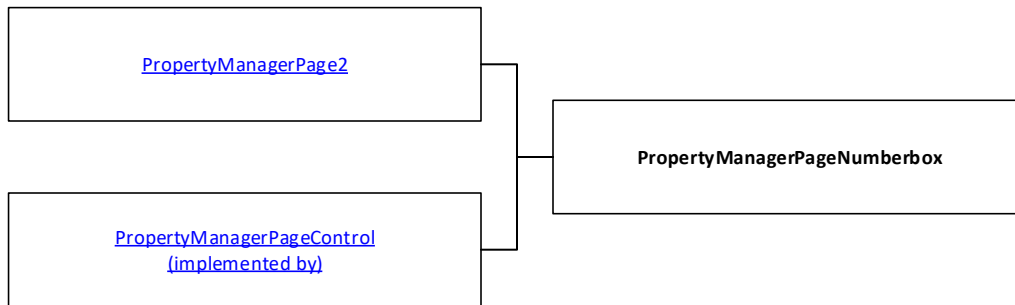 PropertyManagerPage2
PropertyManagerPageNumberbox
PropertyManagerPageControl
(implemented by)